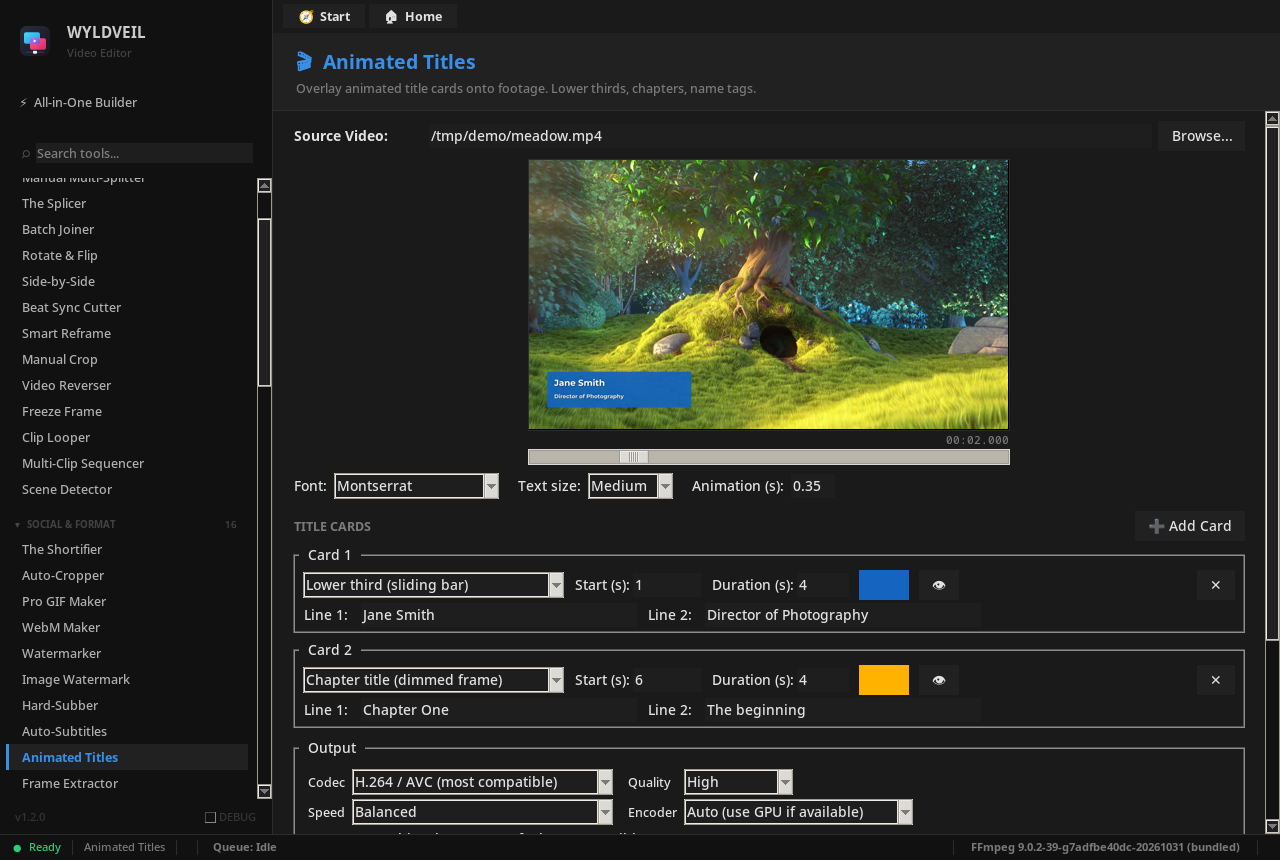 WYLDVEIL
Video Editor
⚡ All-in-One Builder
Search tools...
Manual Multi-Splitter
The Splicer
Batch Joiner
Rotate & Flip
Side-by-Side
Beat Sync Cutter
Smart Reframe
Manual Crop
Video Reverser
Freeze Frame
Clip Looper
Multi-Clip Sequencer
Scene Detector
SOCIAL & FORMAT 16
The Shortifier
Auto-Cropper
Pro GIF Maker
WebM Maker
Watermarker
Image Watermark
Hard-Subber
Auto-Subtitles
Animated Titles
Frame Extractor
v1.2.0 DEBUG
Start Home
Animated Titles
Overlay animated title cards onto footage. Lower thirds, chapters, name tags.
Source Video: /tmp/demo/meadow.mp4 Browse...
Jane Smith
Director of Photography
00:02.000
Font: Montserrat Text size: Medium Animation (s): 0.35
TITLE CARDS ➕ Add Card
Card 1
Lower third (sliding bar) Start (s): 1 Duration (s): 4 ✕
Line 1: Jane Smith Line 2: Director of Photography
Card 2
Chapter title (dimmed frame) Start (s): 6 Duration (s): 4 ✕
Line 1: Chapter One Line 2: The beginning
Output
Codec H.264 / AVC (most compatible) Quality High
Speed Balanced Encoder Auto (use GPU if available)
Ready Animated Titles Queue: Idle FFmpeg 9.0.2-39-g7adfbe40dc-20261031 (bundled)